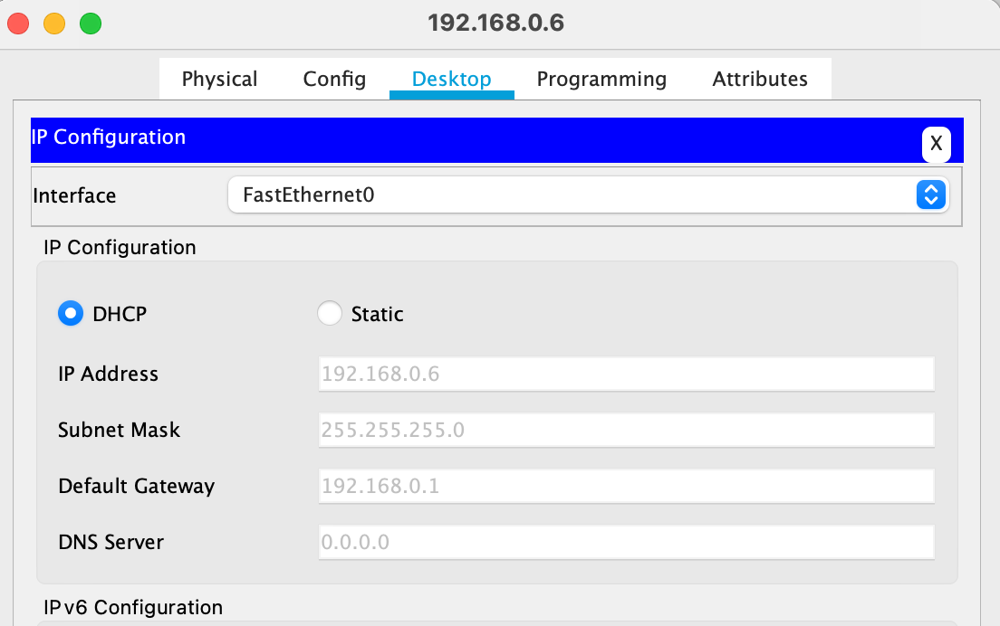 192.168.0.6
Physical Config Desktop Programming Attributes
IP Configuration
X
Interface FastEthernet0
IP Configuration
DHCP Static
IP Address 192.168.0.6
Subnet Mask 255.255.255.0
Default Gateway 192.168.0.1
DNS Server 0.0.0.0
IPv6 Configuration